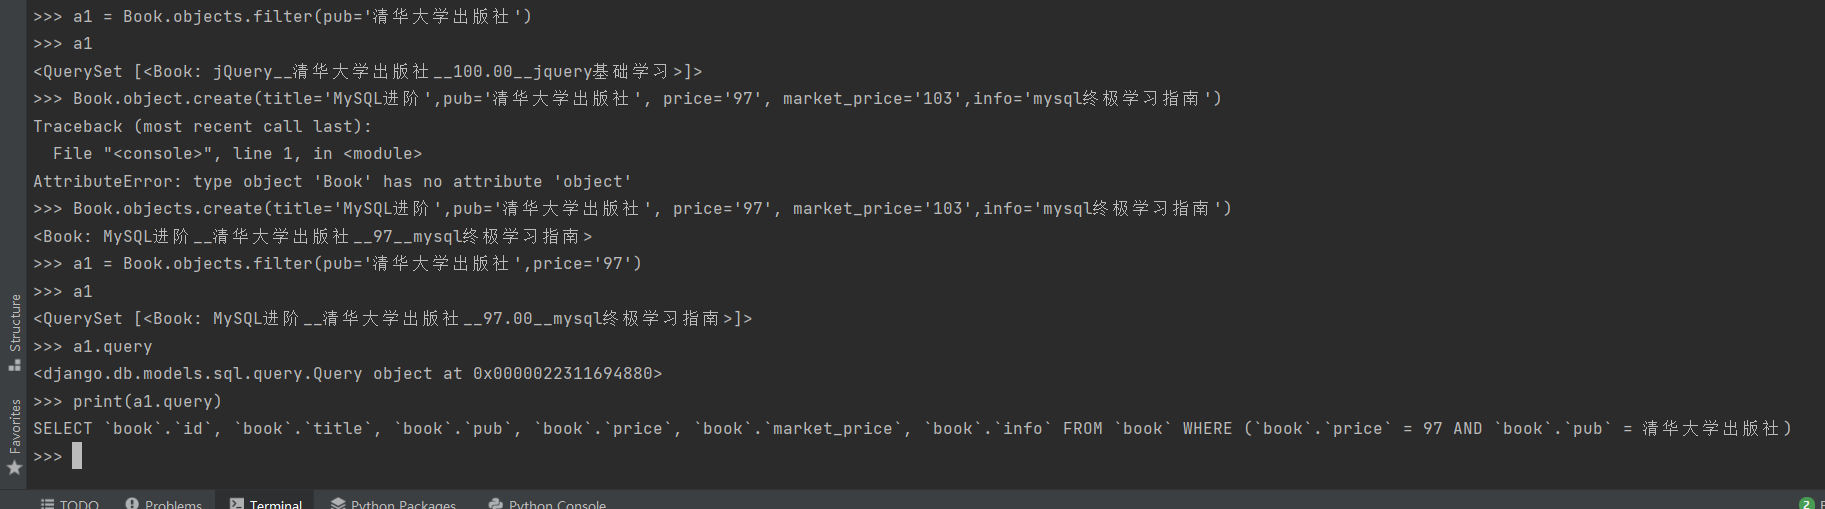 >>> a1 = Book.objects.filter(pub='清华大学出版社')
>>> a1
<QuerySet [<Book: jQuery__清华大学出版社__100.00__jquery基础学习>]>
>>> Book.object.create(title='MySQL进阶',pub='清华大学出版社', price='97', market_price='103',info='mysql终极学习指南')
Traceback (most recent call last):
  File "<console>", line 1, in <module>
AttributeError: type object 'Book' has no attribute 'object'
>>> Book.objects.create(title='MySQL进阶',pub='清华大学出版社', price='97', market_price='103',info='mysql终极学习指南')
<Book: MySQL进阶__清华大学出版社__97__mysql终极学习指南>
>>> a1 = Book.objects.filter(pub='清华大学出版社',price='97')
>>> a1
<QuerySet [<Book: MySQL进阶__清华大学出版社__97.00__mysql终极学习指南>]>
>>> a1.query
<django.db.models.sql.query.Query object at 0x0000022311694880>
>>> print(a1.query)
SELECT `book`.`id`, `book`.`title`, `book`.`pub`, `book`.`price`, `book`.`market_price`, `book`.`info` FROM `book` WHERE (`book`.`price` = 97 AND `book`.`pub` = 清华大学出版社)
>>>
Structure
Favorites
TODO
Problems
Terminal
Python Packages
Python Console
2